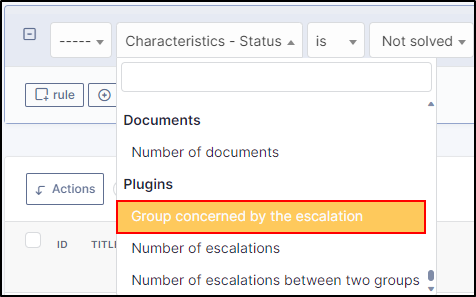 ----- Characteristics - Status is Not solved
rule
Documents
Number of documents
Plugins
Actions
Group concerned by the escalation
ID TITL
Number of escalations
Number of escalations between two groups